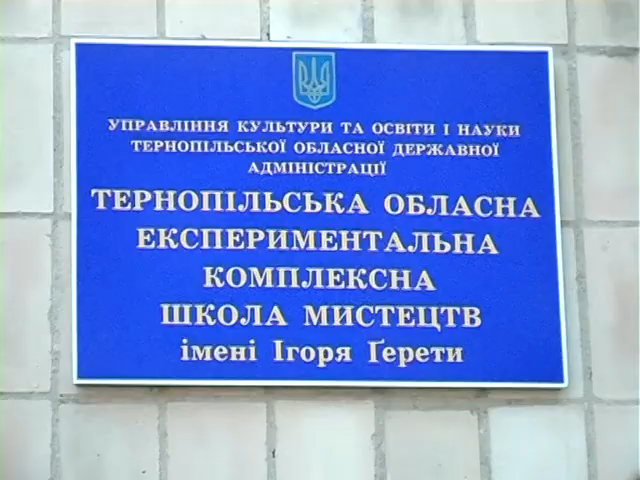 УПРАВЛІННЯ КУЛЬТУРИ ТА ОСВІТИ І НАУКИ
ТЕРНОПІЛЬСЬКОЇ ОБЛАСНОЇ ДЕРЖАВНОЇ
АДМІНІСТРАЦІЇ
ТЕРНОПІЛЬСЬКА ОБЛАСНА
ЕКСПЕРИМЕНТАЛЬНА
КОМПЛЕКСНА
ШКОЛА МИСТЕЦТВ
імені Ігоря Ґерети